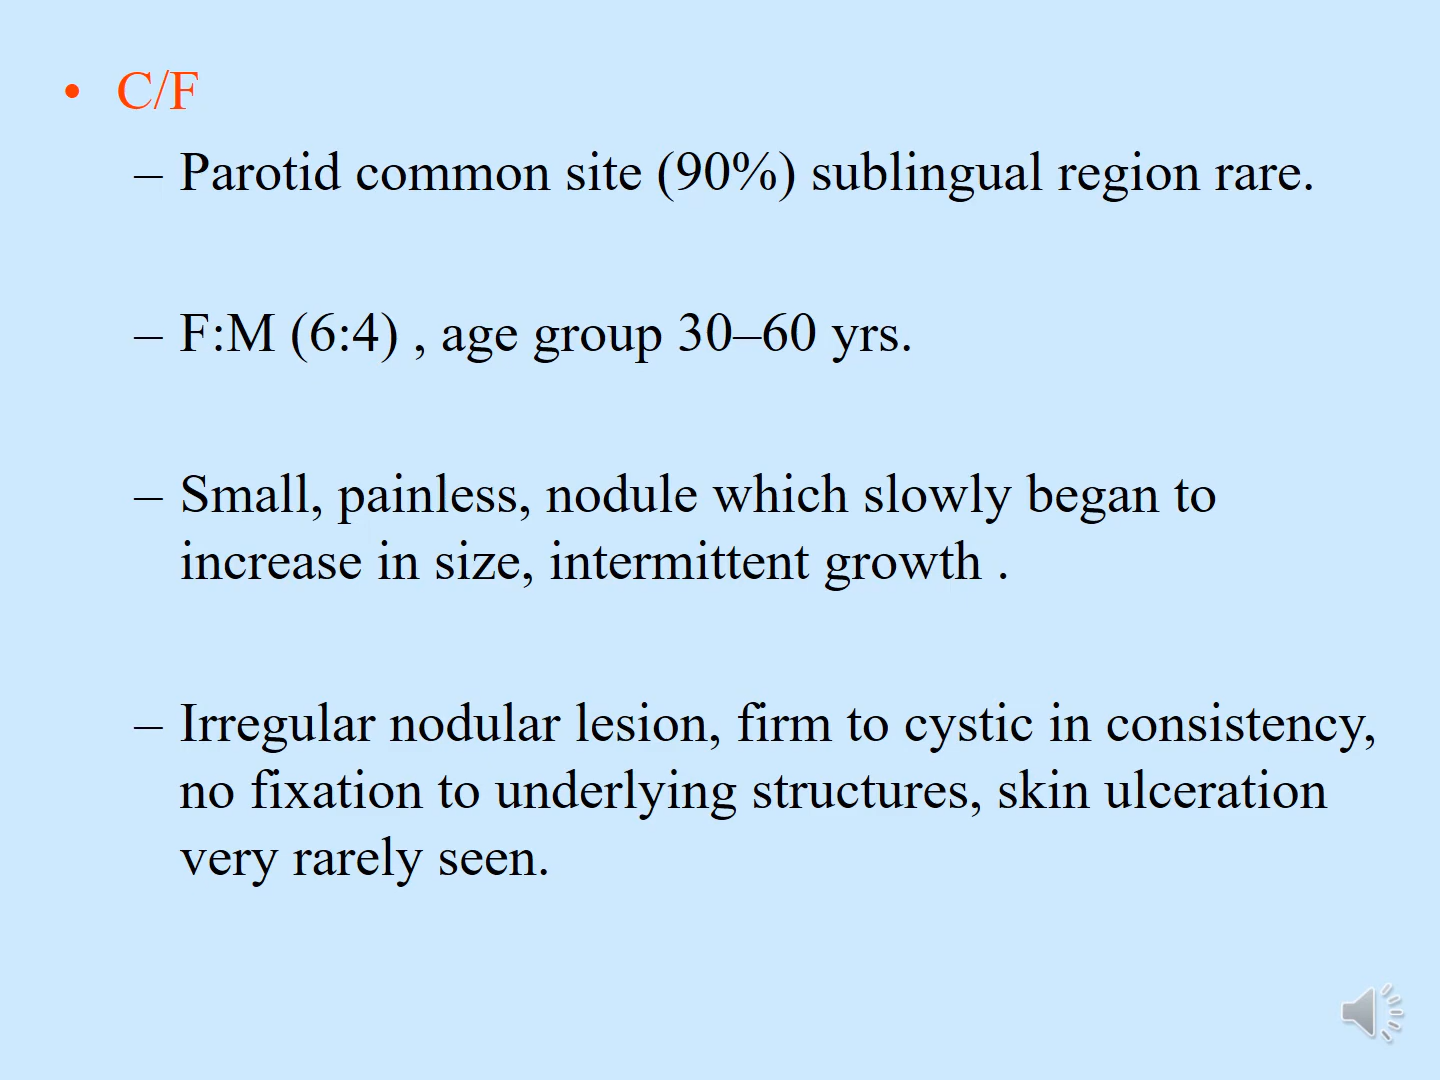 • C/F
– Parotid common site (90%) sublingual region rare.
– F:M (6:4) , age group 30–60 yrs.
– Small, painless, nodule which slowly began to
increase in size, intermittent growth .
– Irregular nodular lesion, firm to cystic in consistency,
no fixation to underlying structures, skin ulceration
very rarely seen.